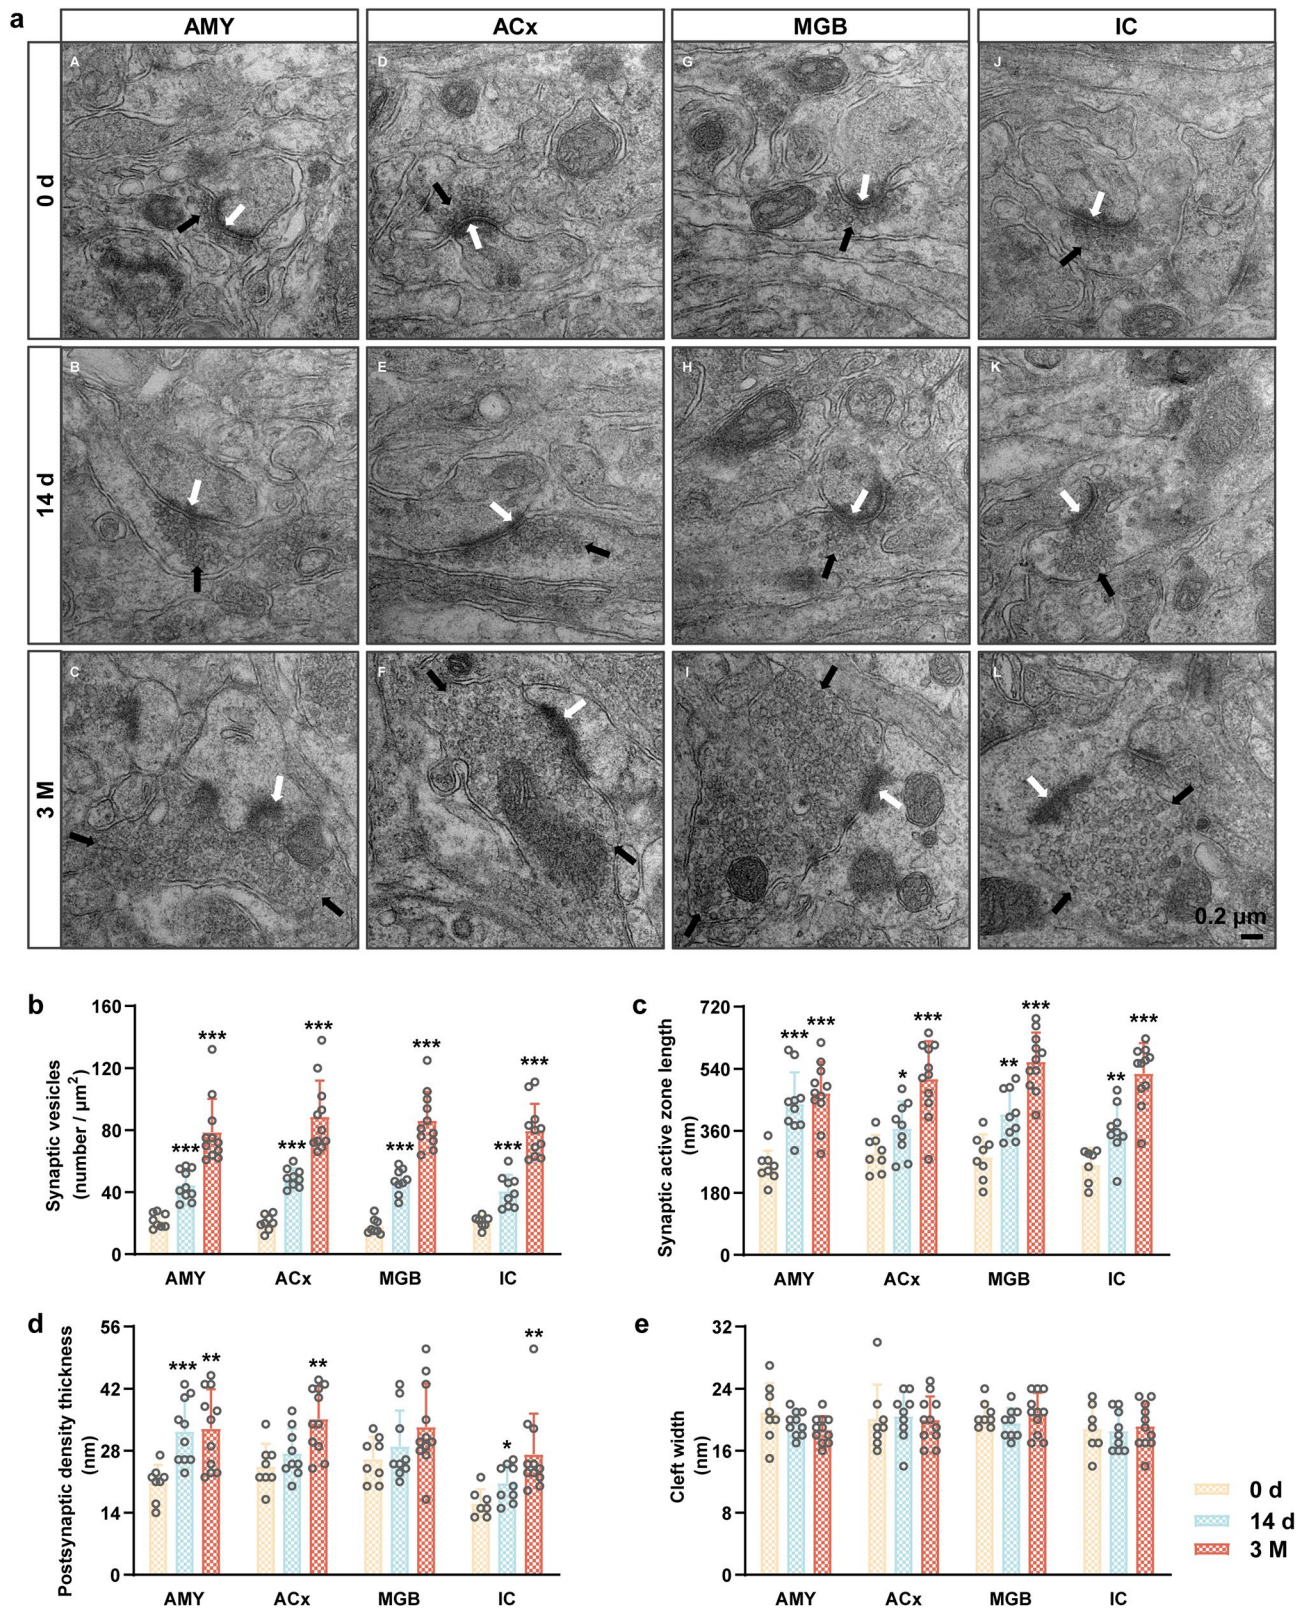 a
AMY ACx MGB IC
0 d
A D G J
14 d
B E H K
3 M
C F I L
0.2 μm
b
Synaptic vesicles
(number / μm²)
160
120
80
40
0
*** *** *** *** *** *** *** ***
AMY ACx MGB IC
c
Synaptic active zone length
(nm)
720
540
360
180
0
*** *** * *** ** *** ** ***
AMY ACx MGB IC
d
Postsynaptic density thickness
(nm)
56
42
28
14
0
*** ** ** * **
AMY ACx MGB IC
e
Cleft width
(nm)
32
24
16
8
0
AMY ACx MGB IC
0 d
14 d
3 M